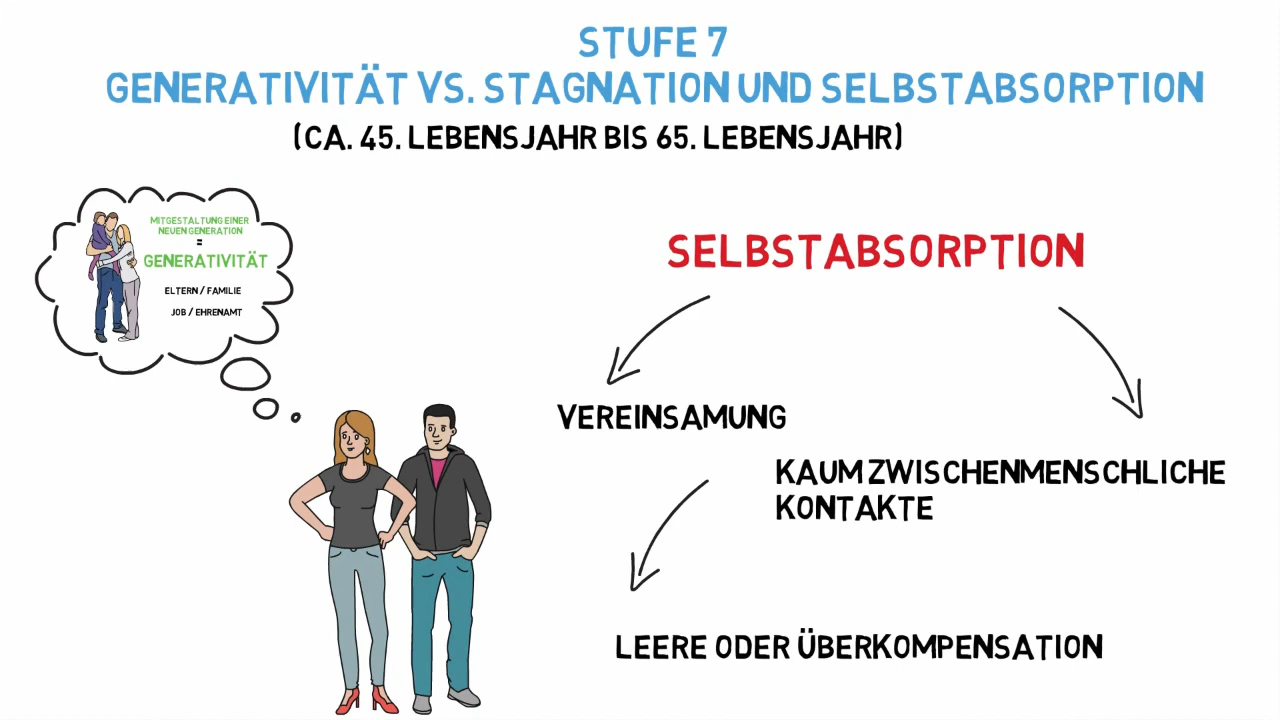 STUFE 7
GENERATIVITÄT VS. STAGNATION UND SELBSTABSORPTION
(CA. 45. LEBENSJAHR BIS 65. LEBENSJAHR)
MITGESTALTUNG EINER
NEUEN GENERATION
=
GENERATIVITÄT
ELTERN / FAMILIE
JOB / EHRENAMT
SELBSTABSORPTION
VEREINSAMUNG
KAUM ZWISCHENMENSCHLICHE
KONTAKTE
LEERE ODER ÜBERKOMPENSATION